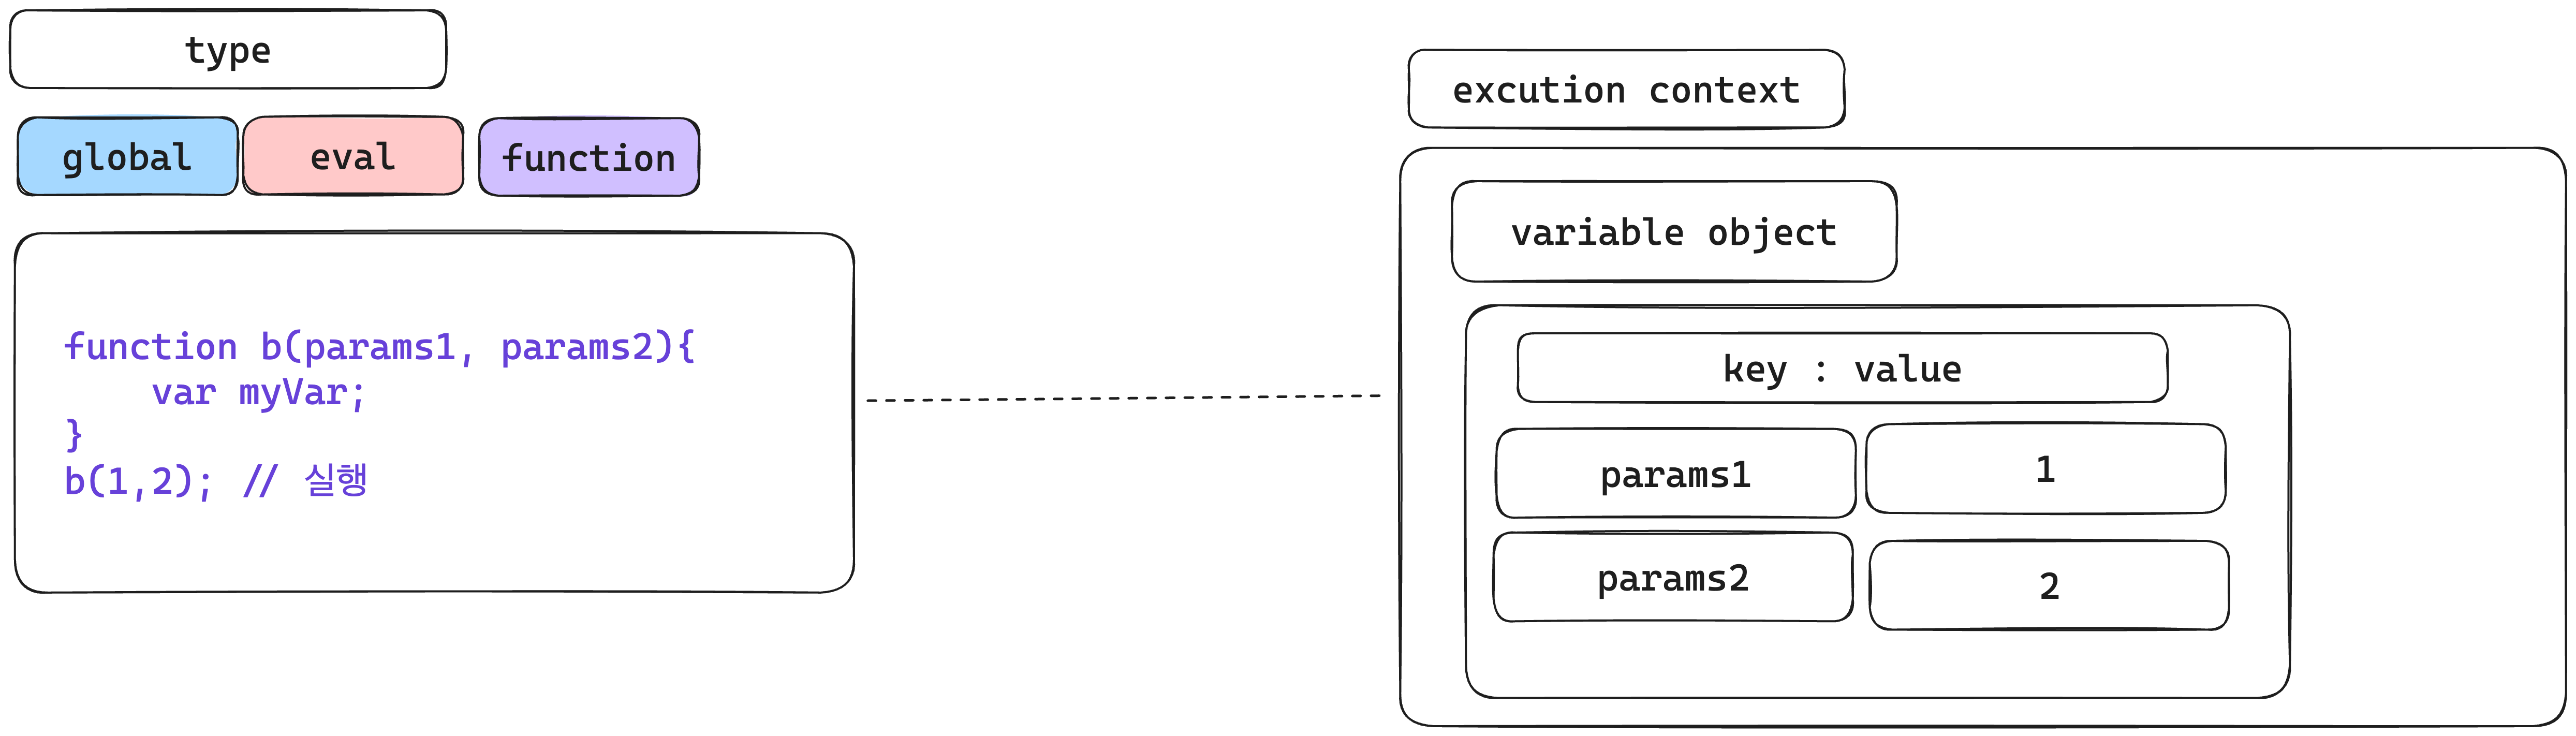 type
global
eval
function
function b(params1, params2){
    var myVar;
}
b(1,2); // 실행
excution context
variable object
key : value
params1
1
params2
2